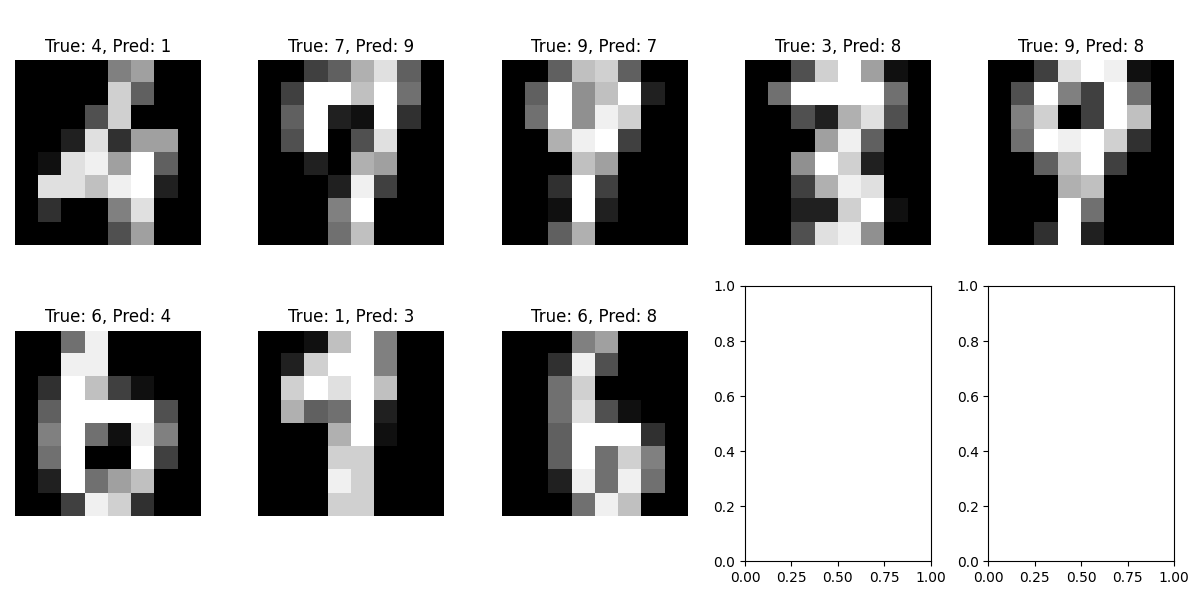 True: 4, Pred: 1
True: 7, Pred: 9
True: 9, Pred: 7
True: 3, Pred: 8
True: 9, Pred: 8
True: 6, Pred: 4
True: 1, Pred: 3
True: 6, Pred: 8
1.0
0.8
0.6
0.4
0.2
0.0
0.00 0.25 0.50 0.75 1.00
1.0
0.8
0.6
0.4
0.2
0.0
0.00 0.25 0.50 0.75 1.00